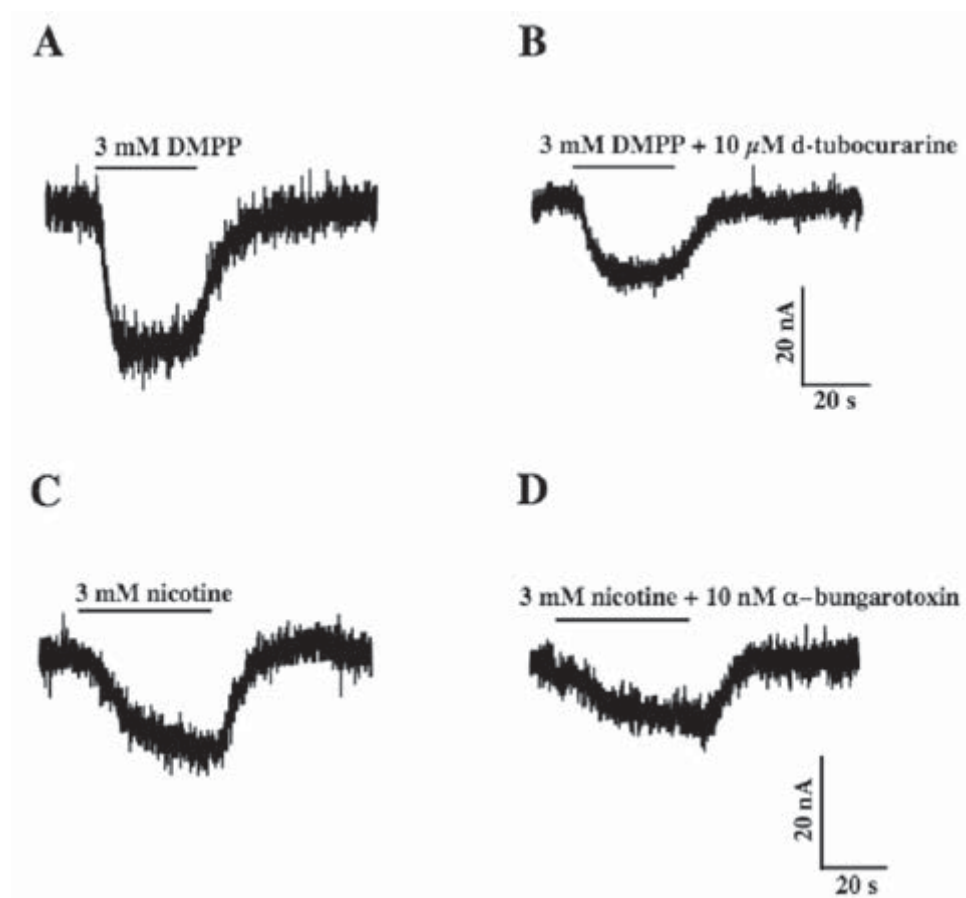 A
B
3 mM DMPP
3 mM DMPP + 10 μM d-tubocurarine
20 nA
20 s
C
D
3 mM nicotine
3 mM nicotine + 10 nM α–bungarotoxin
20 nA
20 s